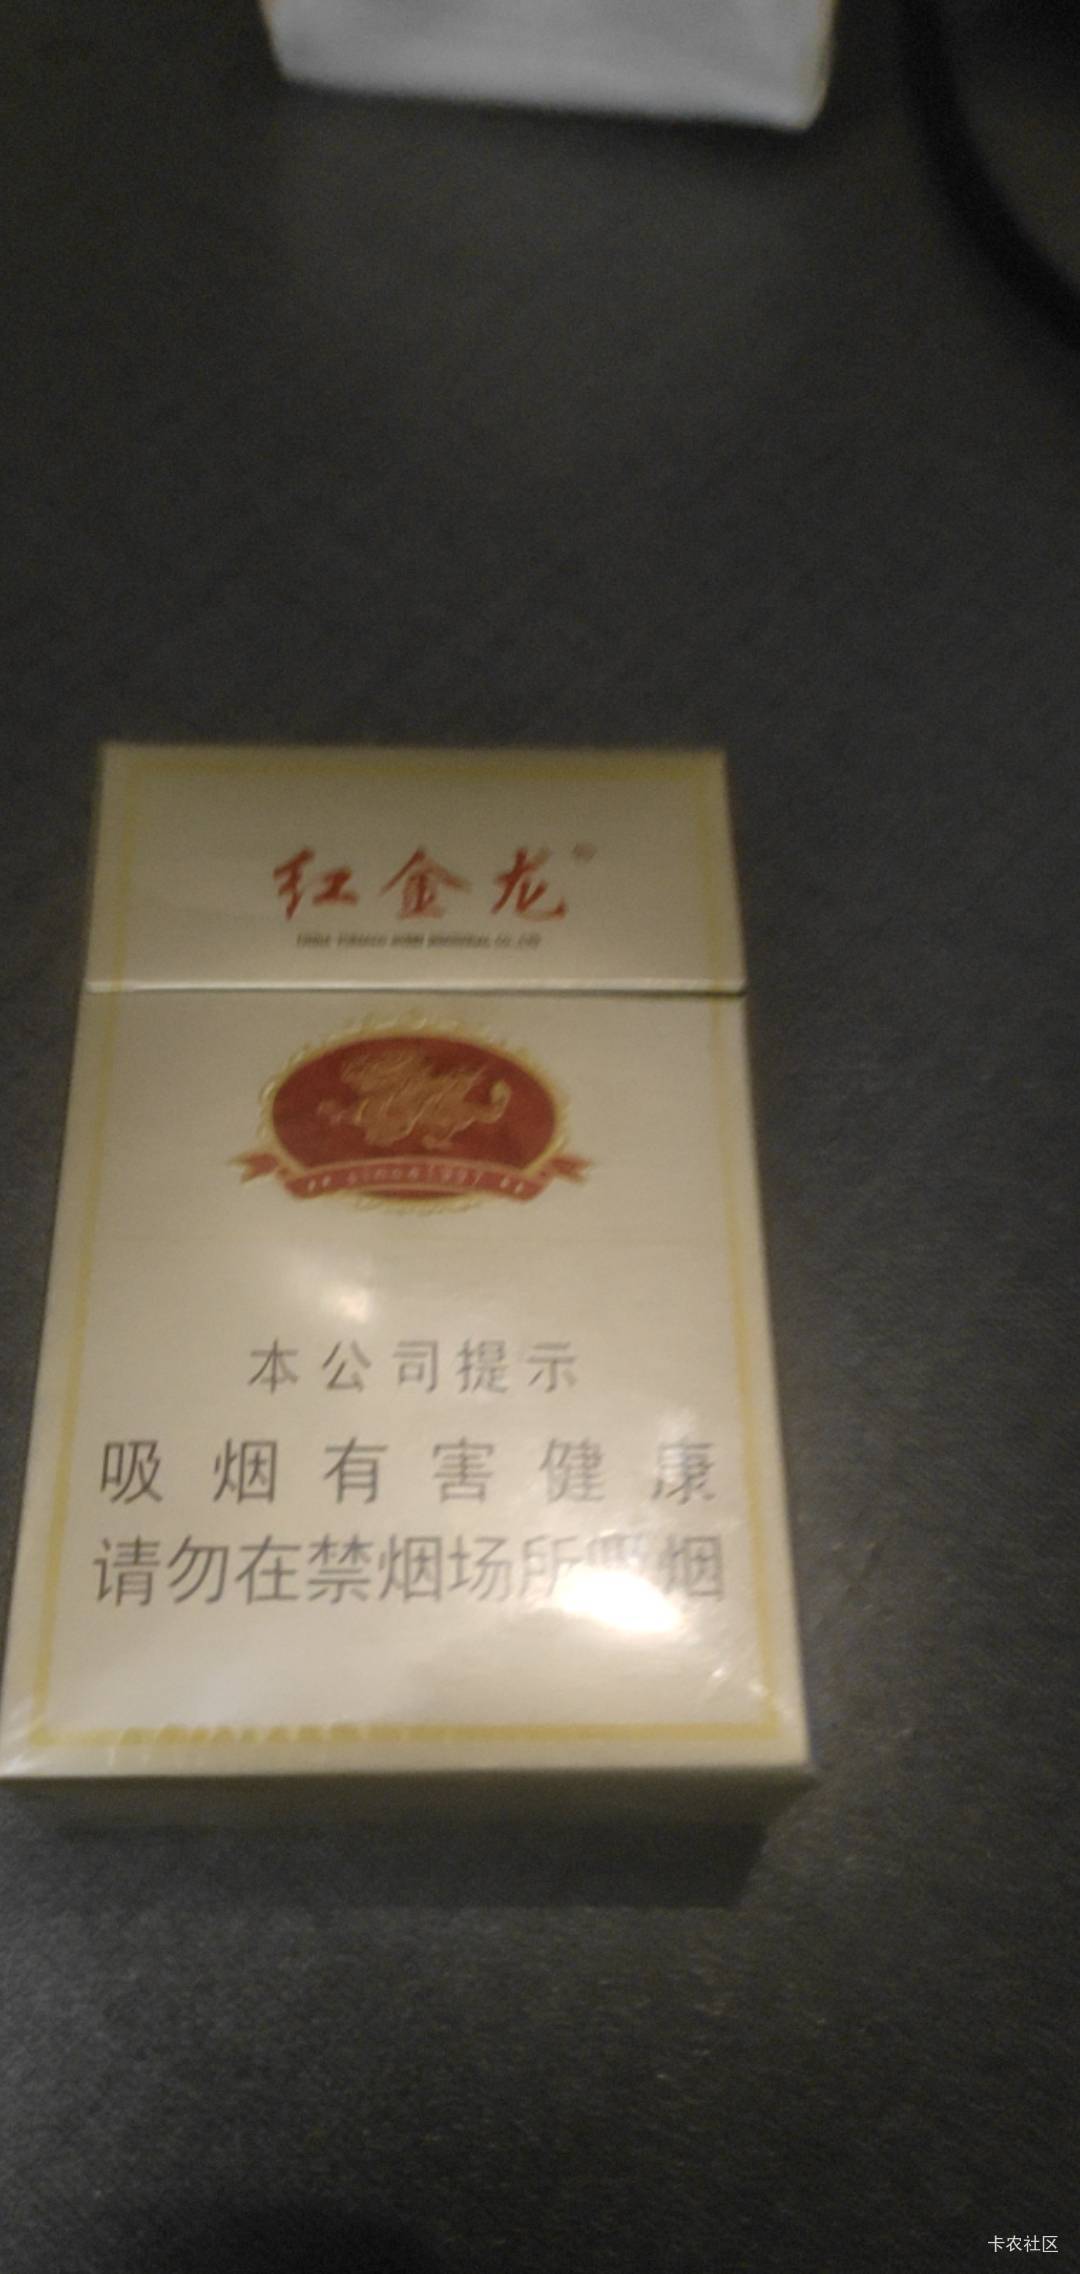 红金龙
since1997
本公司提示
吸烟有害健康
请勿在禁烟场所吸烟
卡农社区